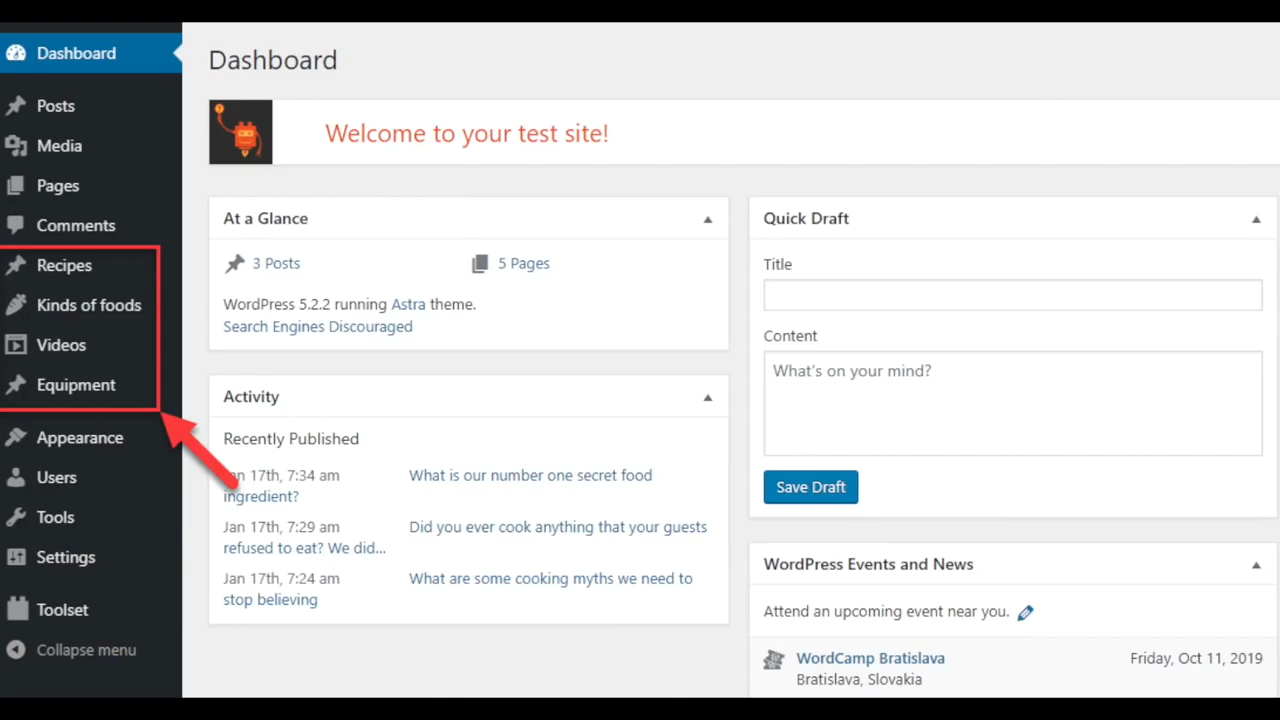 Dashboard
Posts
Media
Pages
Comments
Recipes
Kinds of foods
Videos
Equipment
Appearance
Users
Tools
Settings
Toolset
Collapse menu
Dashboard
Welcome to your test site!
At a Glance
3 Posts 5 Pages
WordPress 5.2.2 running Astra theme.
Search Engines Discouraged
Activity
Recently Published
Jan 17th, 7:34 am What is our number one secret food
ingredient?
Jan 17th, 7:29 am Did you ever cook anything that your guests
refused to eat? We did...
Jan 17th, 7:24 am What are some cooking myths we need to
stop believing
Quick Draft
Title
Content
What's on your mind?
Save Draft
WordPress Events and News
Attend an upcoming event near you.
WordCamp Bratislava Friday, Oct 11, 2019
Bratislava, Slovakia